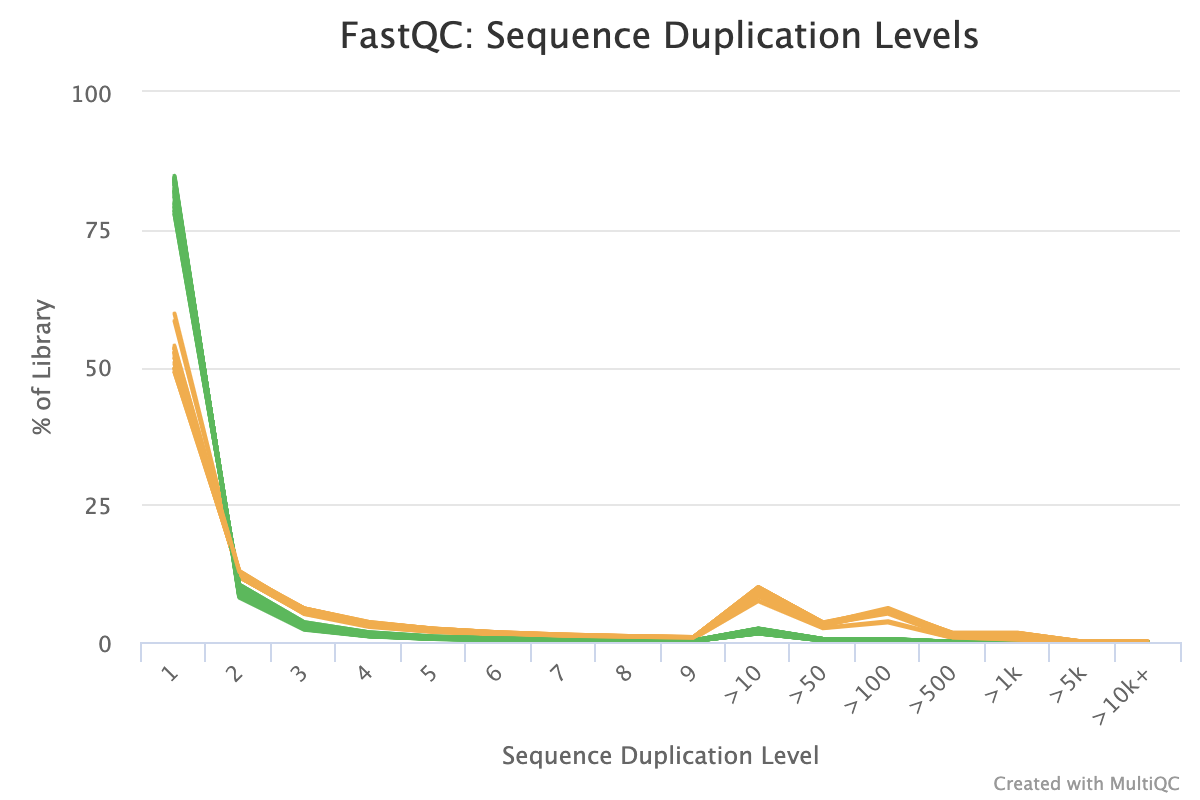 FastQC: Sequence Duplication Levels
100
75
50
25
0
% of Library
1
2
3
4
5
6
7
8
9
>10
>50
>100
>500
>1k
>5k
>10k+
Sequence Duplication Level
Created with MultiQC